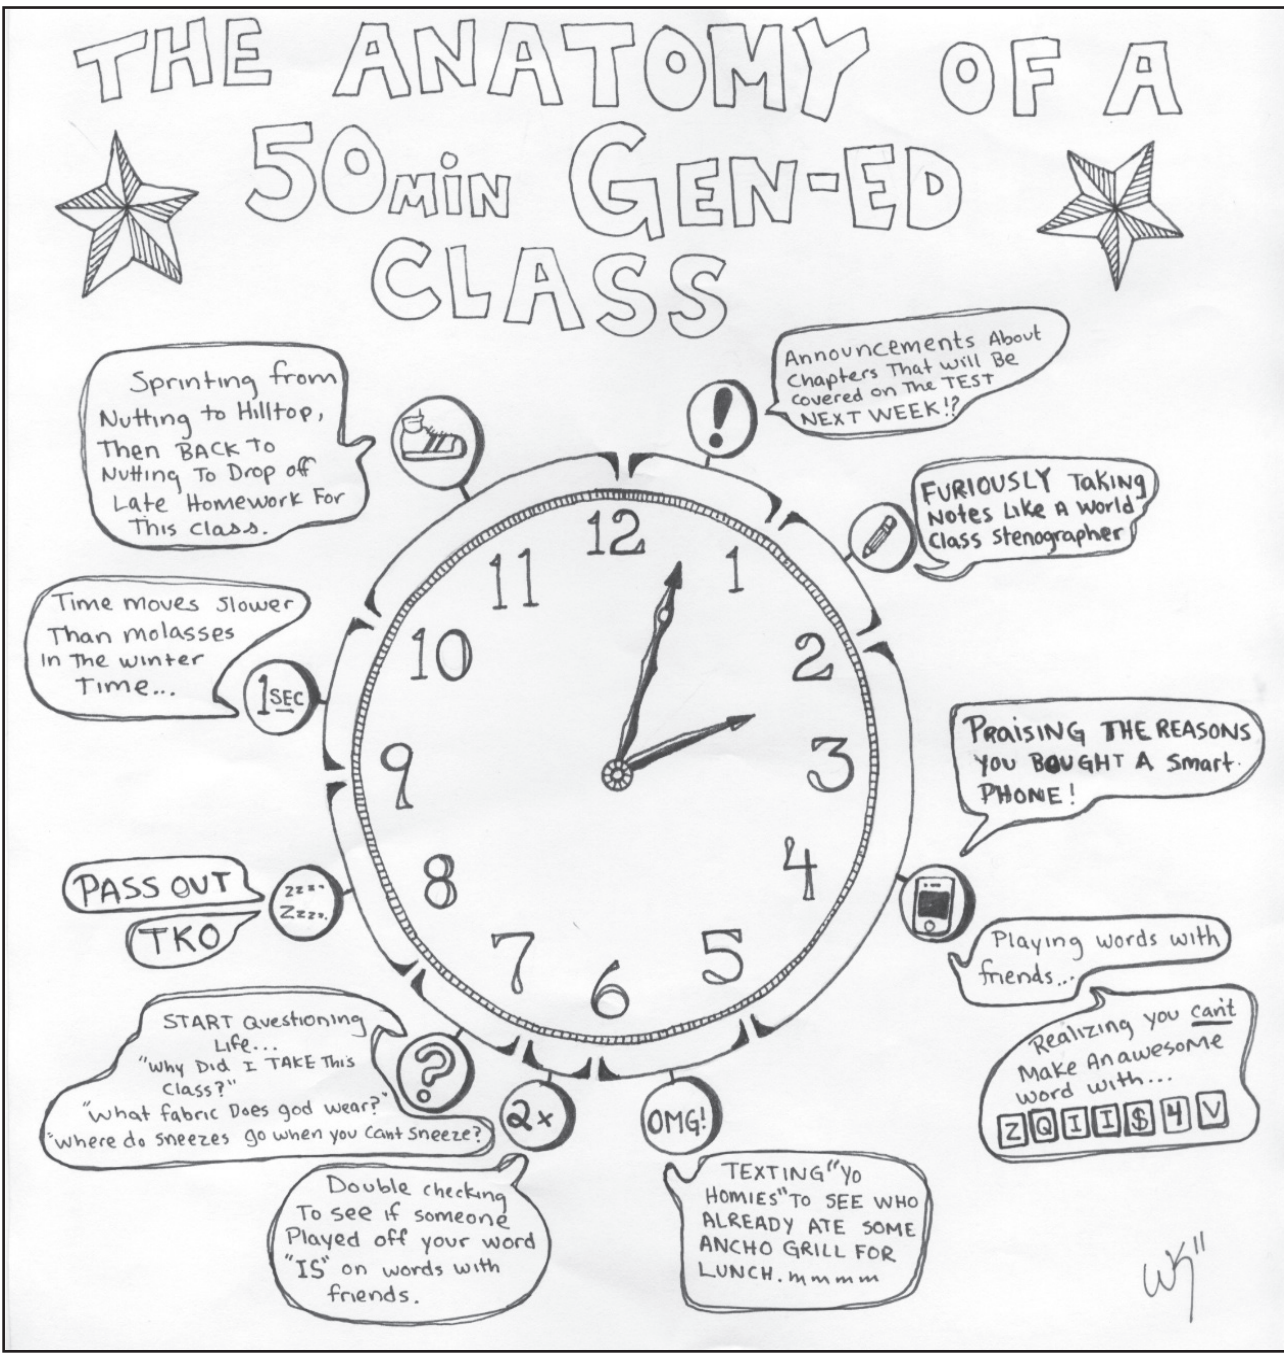 THE ANATOMY OF A
50 MIN GEN-ED
CLASS
Announcements About
Chapters That will Be
covered on The TEST
NEXT WEEK!?
!
FURIOUSLY Taking
Notes Like A World
Class Stenographer
PRAISING THE REASONS
you BOUGHT A Smart
PHONE!
Playing words with
friends...
Realizing you can't
Make An awesome
word with...
Z Q I I $ 4 V
OMG!
TEXTING "YO
HOMIES" TO SEE WHO
ALREADY ATE SOME
ANCHO GRILL FOR
LUNCH. mmmm
2x
Double checking
To see if someone
Played off your word
"IS" on words with
friends.
?
START Questioning
Life...
"Why Did I TAKE This
Class?"
"What fabric Does god wear?"
"Where do sneezes go when you Cant Sneeze?"
zzz...
Zzzz..
PASS OUT
TKO
1 SEC
Time moves Slower
Than molasses
In The winter
Time...
Sprinting from
Nutting to Hilltop,
Then BACK TO
Nutting To Drop off
Late Homework For
This class.
12
1
2
3
4
5
6
7
8
9
10
11
WK"